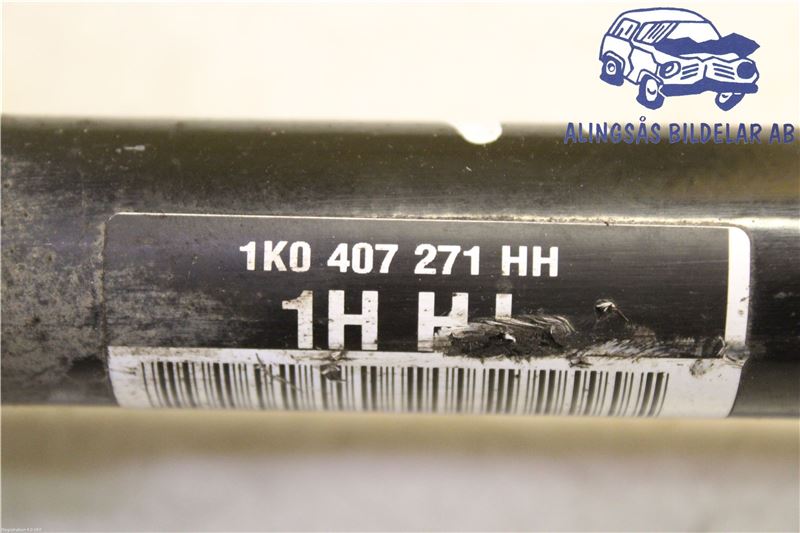 ALINGSÅS BILDELAR AB
1K0 407 271 HH
1H